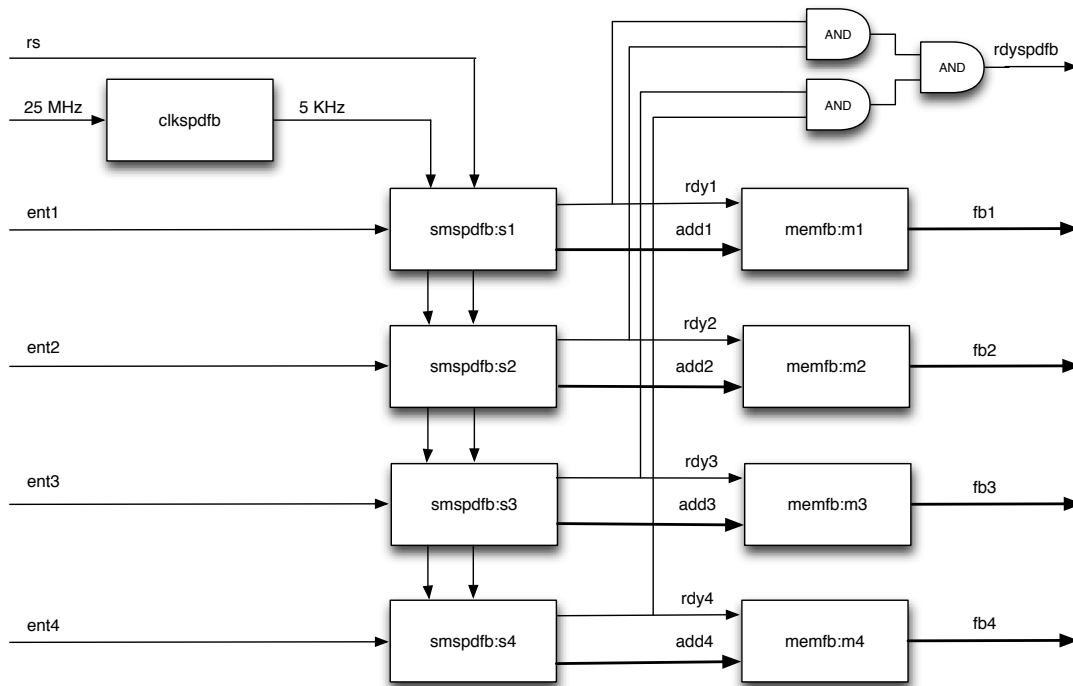 AND
rs
AND
rdyspdfb
25 MHz
clkspdfb
5 KHz
AND
rdy1
ent1
smspdfb:s1
add1
memfb:m1
fb1
rdy2
ent2
smspdfb:s2
add2
memfb:m2
fb2
rdy3
ent3
smspdfb:s3
add3
memfb:m3
fb3
rdy4
ent4
smspdfb:s4
add4
memfb:m4
fb4